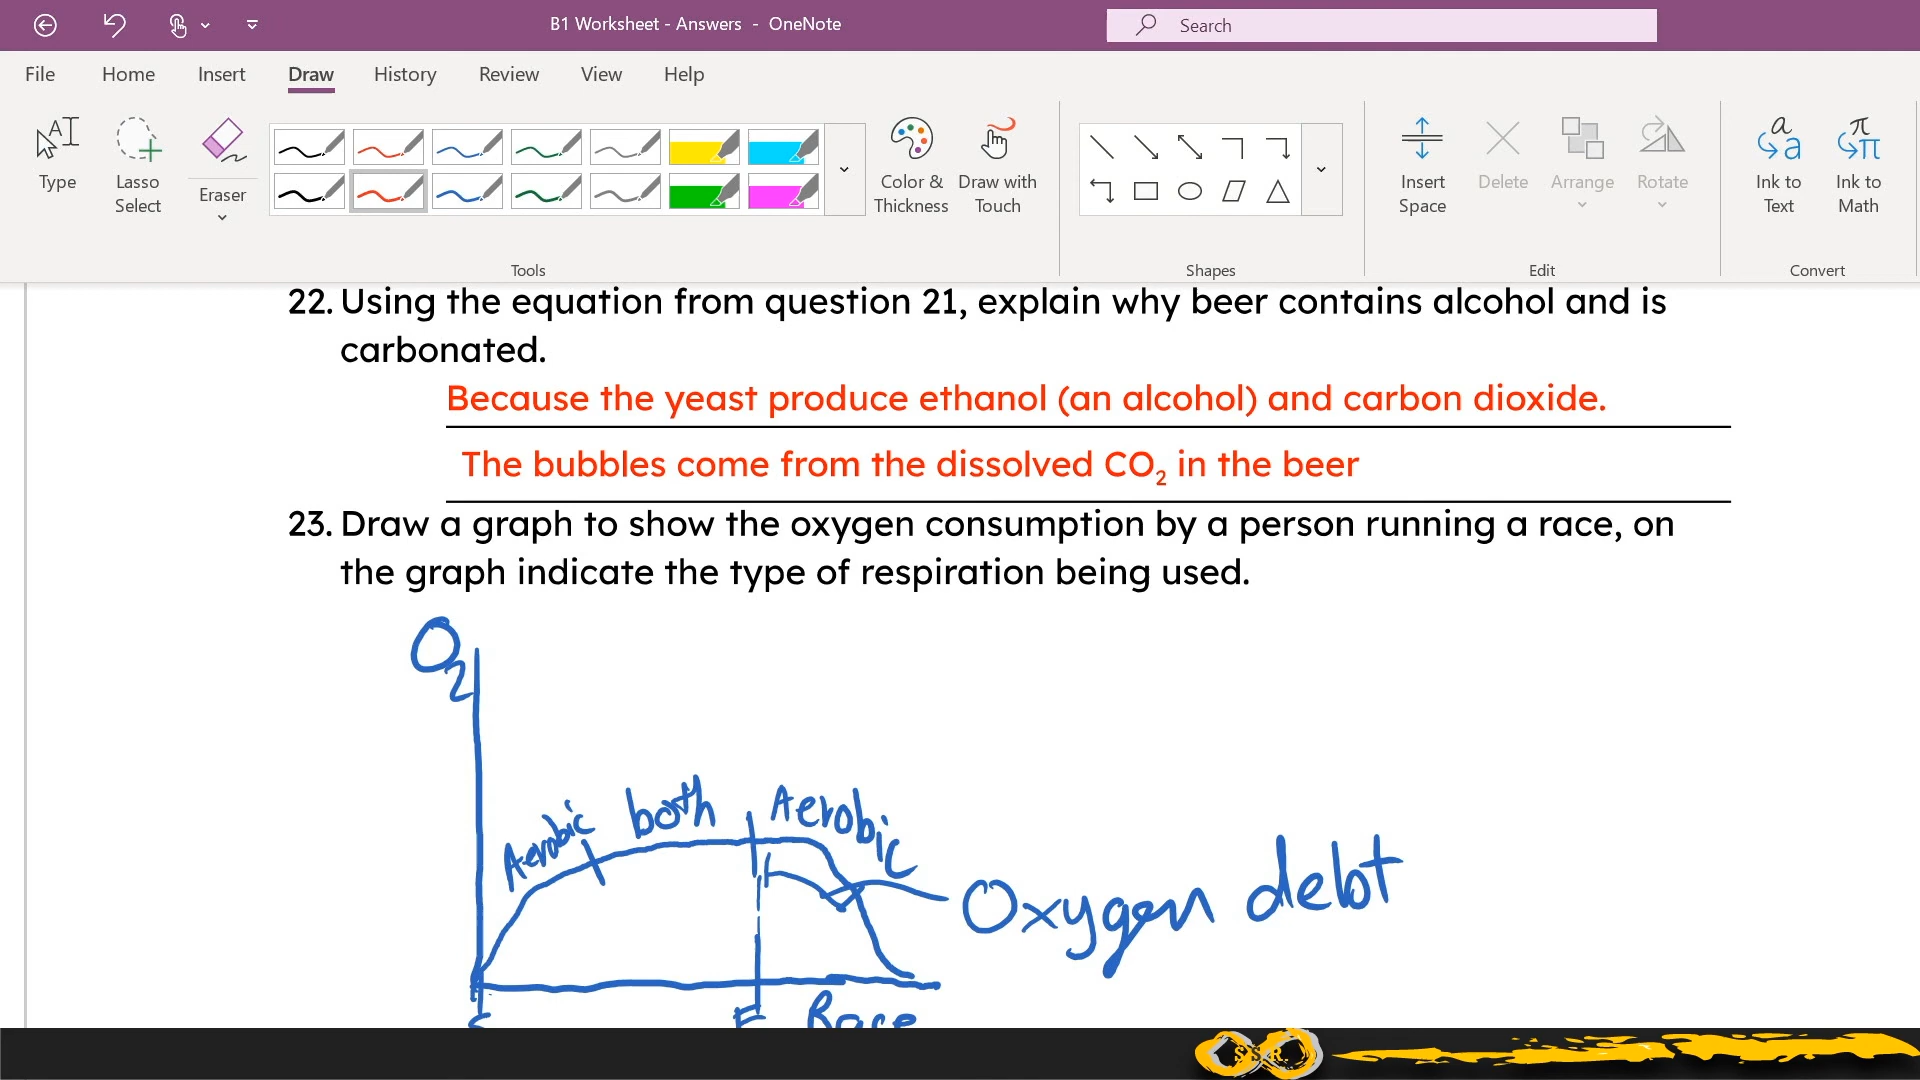 B1 Worksheet - Answers - OneNote
Search
File Home Insert Draw History Review View Help
Type
Lasso Select
Eraser
Color & Thickness
Draw with Touch
Insert Space
Delete
Arrange
Rotate
Ink to Text
Ink to Math
Tools
Shapes
Edit
Convert
22. Using the equation from question 21, explain why beer contains alcohol and is
carbonated.
Because the yeast produce ethanol (an alcohol) and carbon dioxide.
The bubbles come from the dissolved CO₂ in the beer
23. Draw a graph to show the oxygen consumption by a person running a race, on
the graph indicate the type of respiration being used.
O₂
Aerobic both Aerobic
Oxygen debt
S F Race
S.S.R.